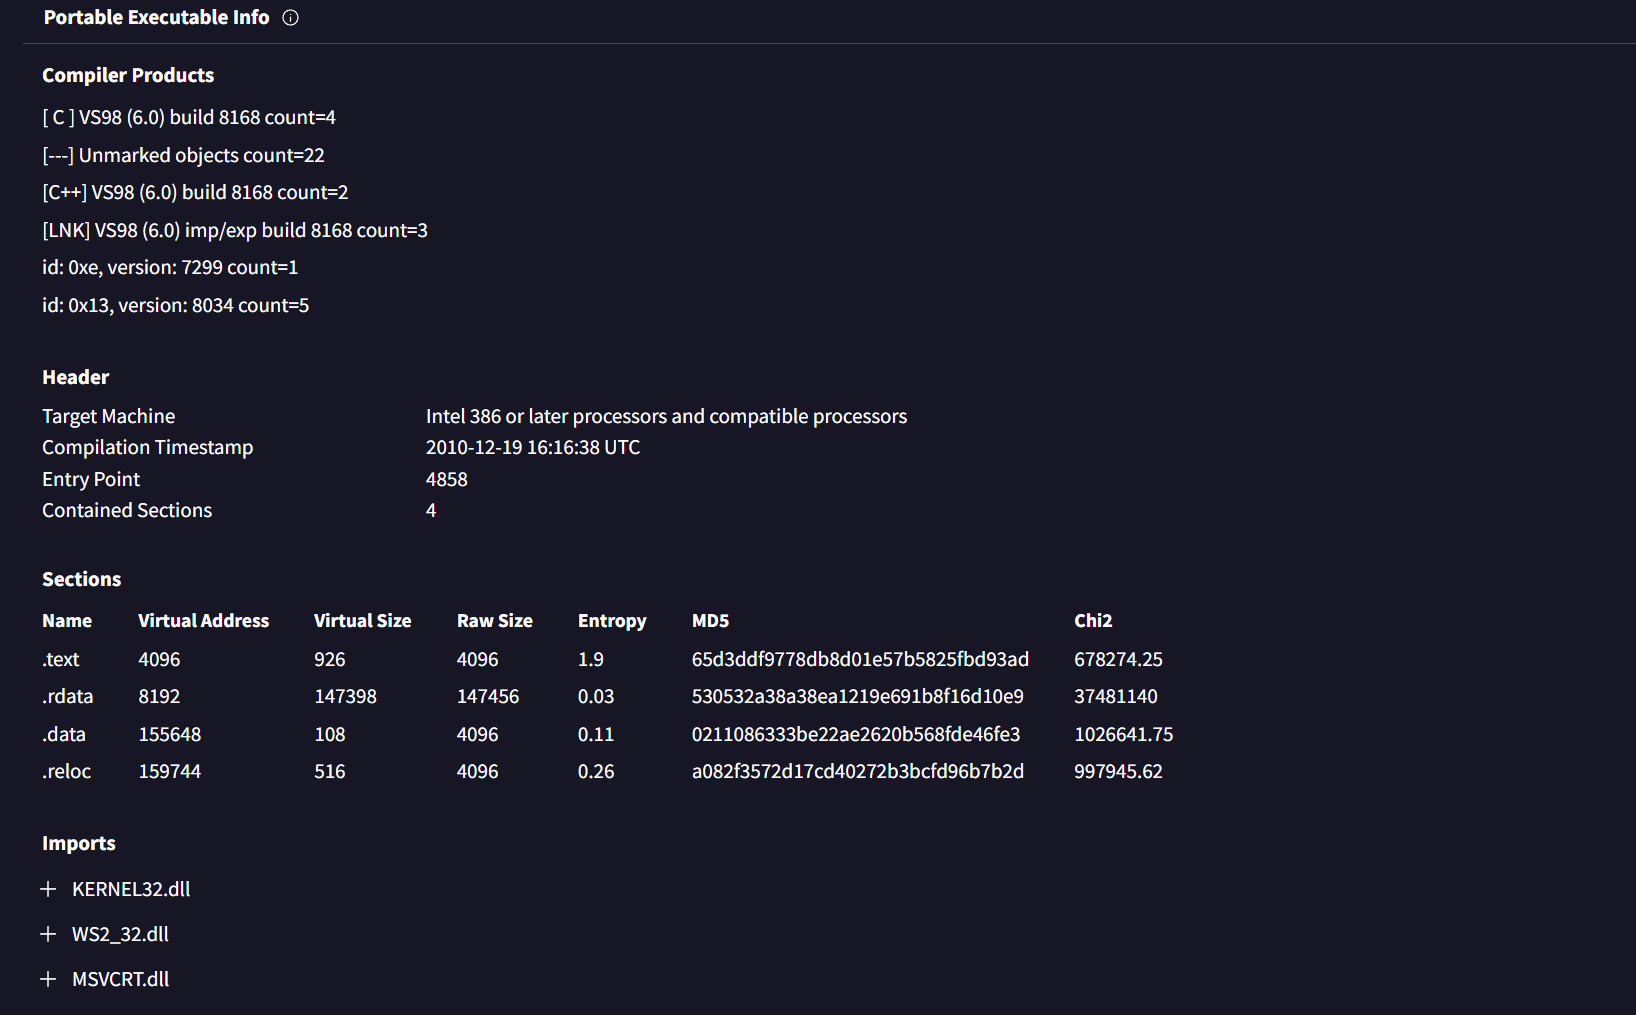 Portable Executable Info
Compiler Products
[ C ] VS98 (6.0) build 8168 count=4
[---] Unmarked objects count=22
[C++] VS98 (6.0) build 8168 count=2
[LNK] VS98 (6.0) imp/exp build 8168 count=3
id: 0xe, version: 7299 count=1
id: 0x13, version: 8034 count=5
Header
Target Machine Intel 386 or later processors and compatible processors
Compilation Timestamp 2010-12-19 16:16:38 UTC
Entry Point 4858
Contained Sections 4
Sections
Name Virtual Address Virtual Size Raw Size Entropy MD5 Chi2
.text 4096 926 4096 1.9 65d3ddf9778db8d01e57b5825fbd93ad 678274.25
.rdata 8192 147398 147456 0.03 530532a38a38ea1219e691b8f16d10e9 37481140
.data 155648 108 4096 0.11 0211086333be22ae2620b568fde46fe3 1026641.75
.reloc 159744 516 4096 0.26 a082f3572d17cd40272b3bcfd96b7b2d 997945.62
Imports
KERNEL32.dll
WS2_32.dll
MSVCRT.dll